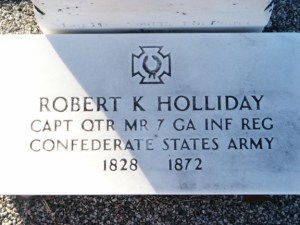 ROBERT K HOLLIDAY
CAPT QTR MR 7 GA INF REG
CONFEDERATE STATES ARMY
1828 1872